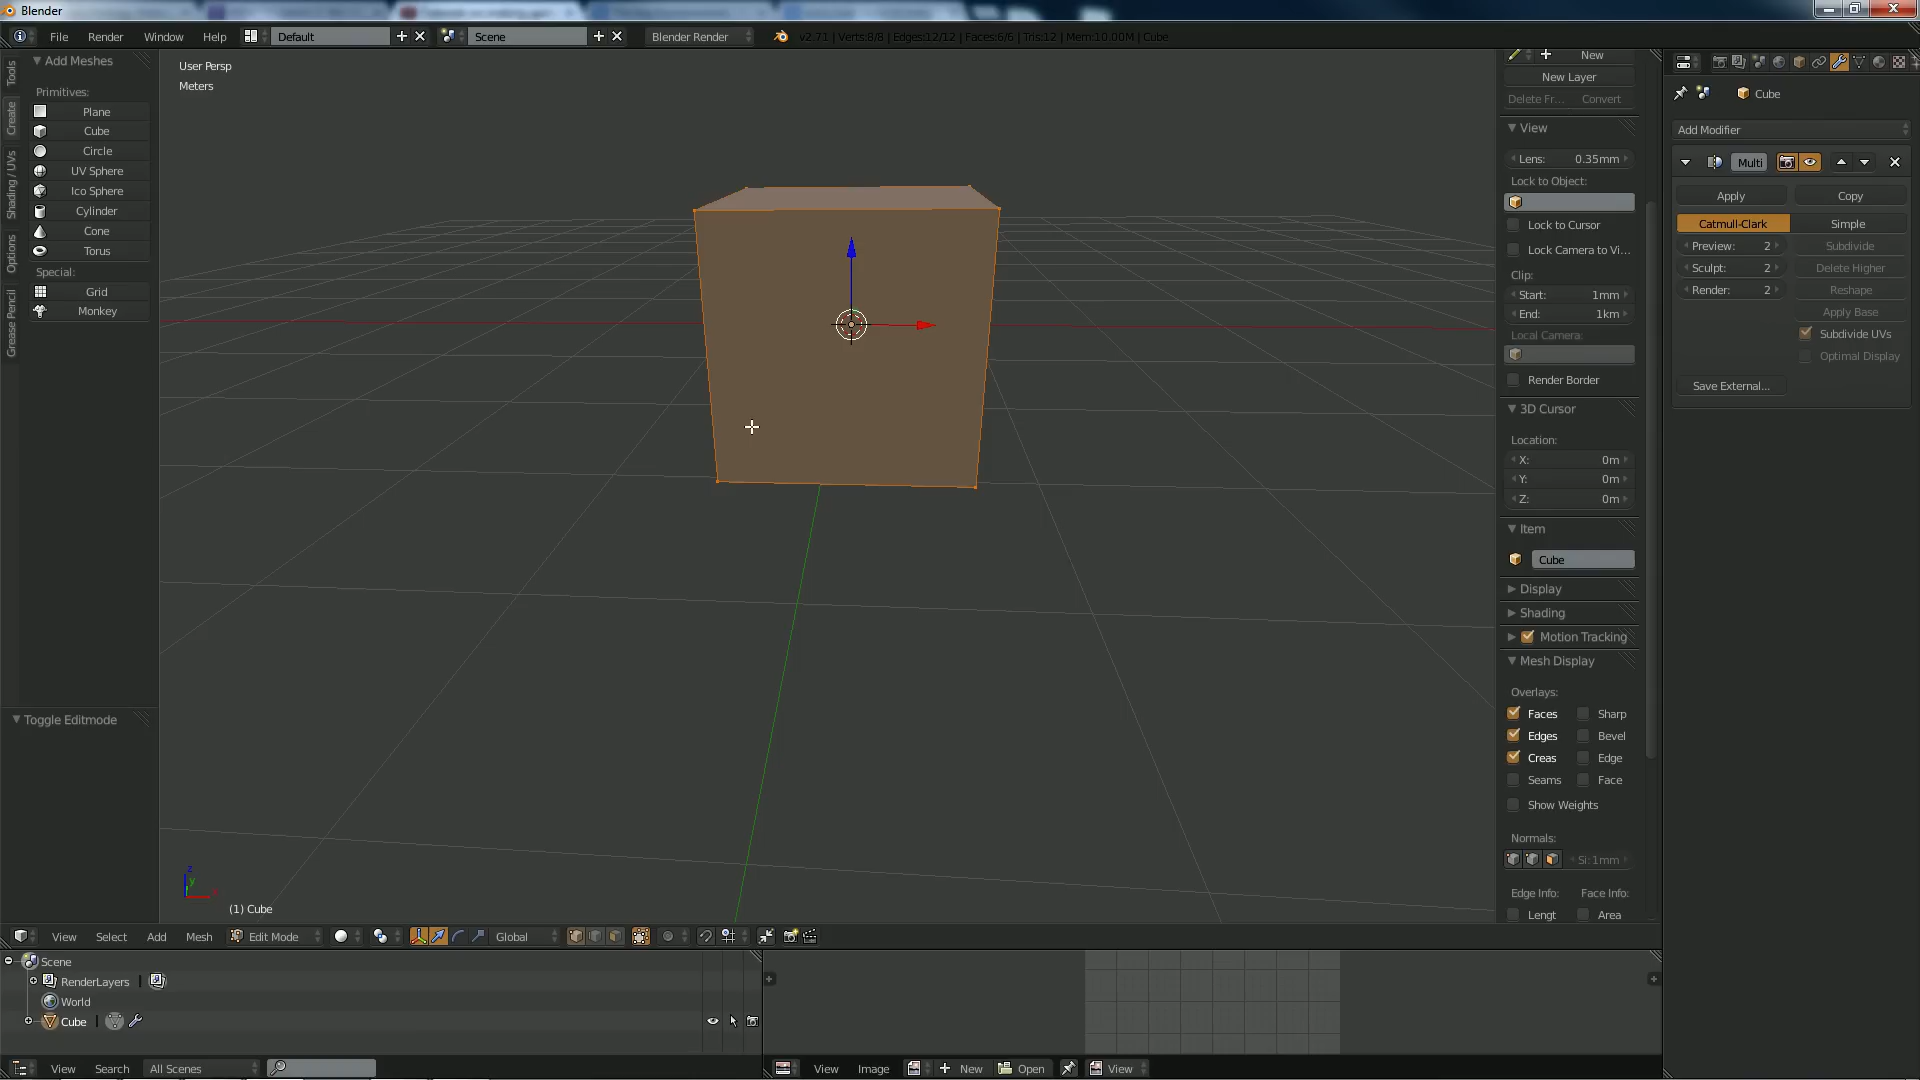 Blender
File Render Window Help Default Scene Blender Render v2.71 | Verts:8/8 | Edges:12/12 | Faces:6/6 | Tris:12 | Mem:10.00M | Cube
Tools
Create
Shading / UVs
Options
Grease Pencil
Add Meshes
Primitives:
Plane
Cube
Circle
UV Sphere
Ico Sphere
Cylinder
Cone
Torus
Special:
Grid
Monkey
Toggle Editmode
User Persp
Meters
z
y
(1) Cube
New
New Layer
Delete Fr... Convert
View
Lens: 0.35mm
Lock to Object:
Lock to Cursor
Lock Camera to Vi...
Clip:
Start: 1mm
End: 1km
Local Camera:
Render Border
3D Cursor
Location:
X: 0m
Y: 0m
Z: 0m
Item
Cube
Display
Shading
Motion Tracking
Mesh Display
Overlays:
Faces Sharp
Edges Bevel
Creas Edge
Seams Face
Show Weights
Normals:
Si: 1mm
Edge Info: Face Info:
Lengt Area
Cube
Add Modifier
Multi
Apply Copy
Catmull-Clark Simple
Preview: 2 Subdivide
Sculpt: 2 Delete Higher
Render: 2 Reshape
Apply Base
Subdivide UVs
Optimal Display
Save External...
View Select Add Mesh Edit Mode Global
Scene
RenderLayers |
World
Cube |
View Search All Scenes
View Image New Open View